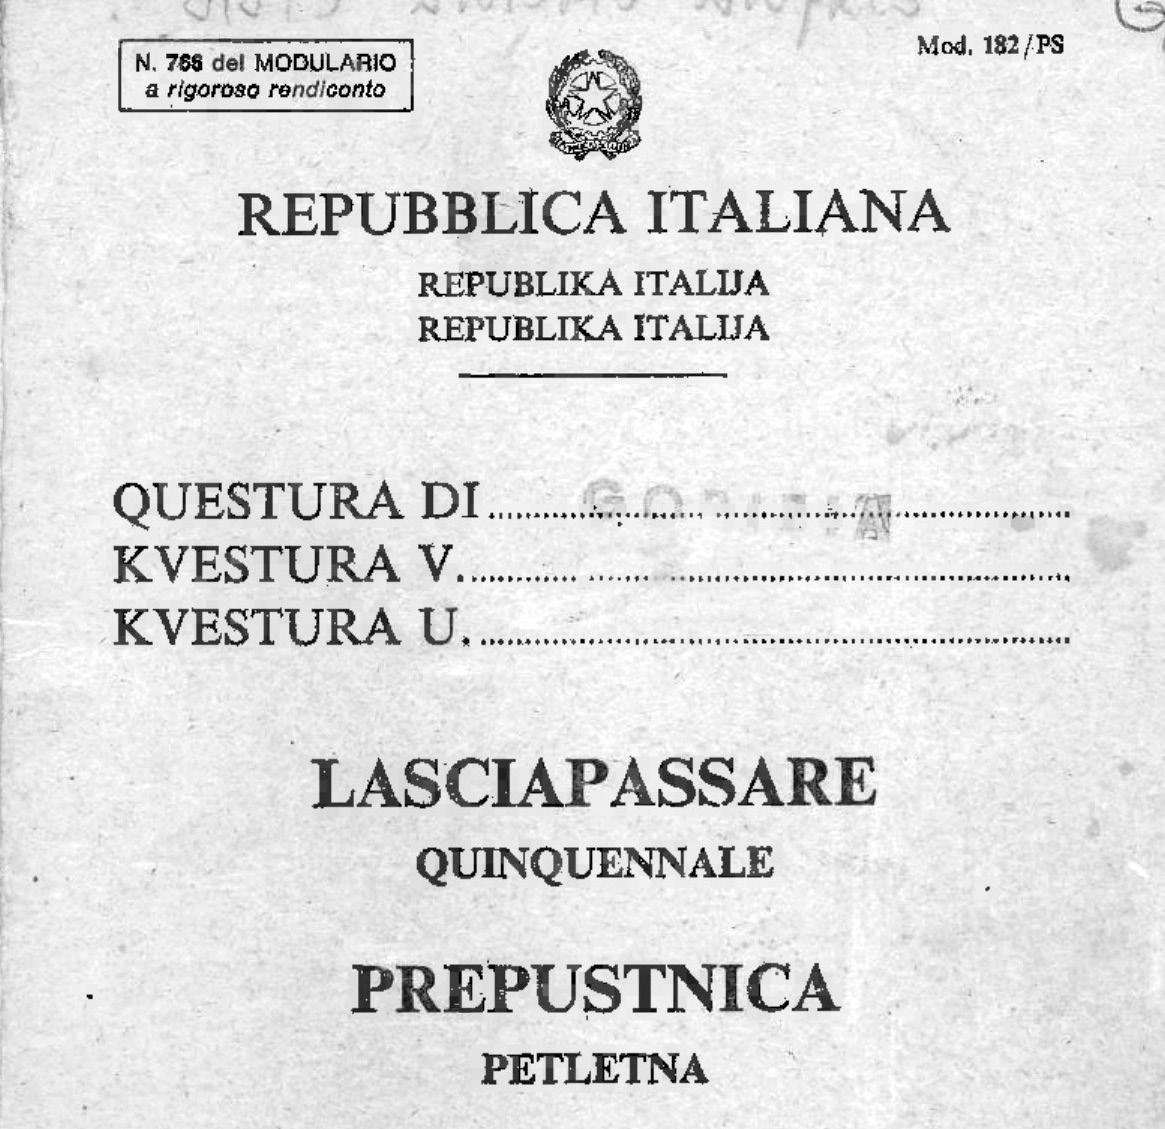 N. 766 del MODULARIO
a rigoroso rendiconto
Mod. 182/PS
REPUBBLICA ITALIANA
REPUBLIKA ITALIJA
REPUBLIKA ITALIJA
QUESTURA DI GORIZIA
KVESTURA V.
KVESTURA U.
LASCIAPASSARE
QUINQUENNALE
PREPUSTNICA
PETLETNA